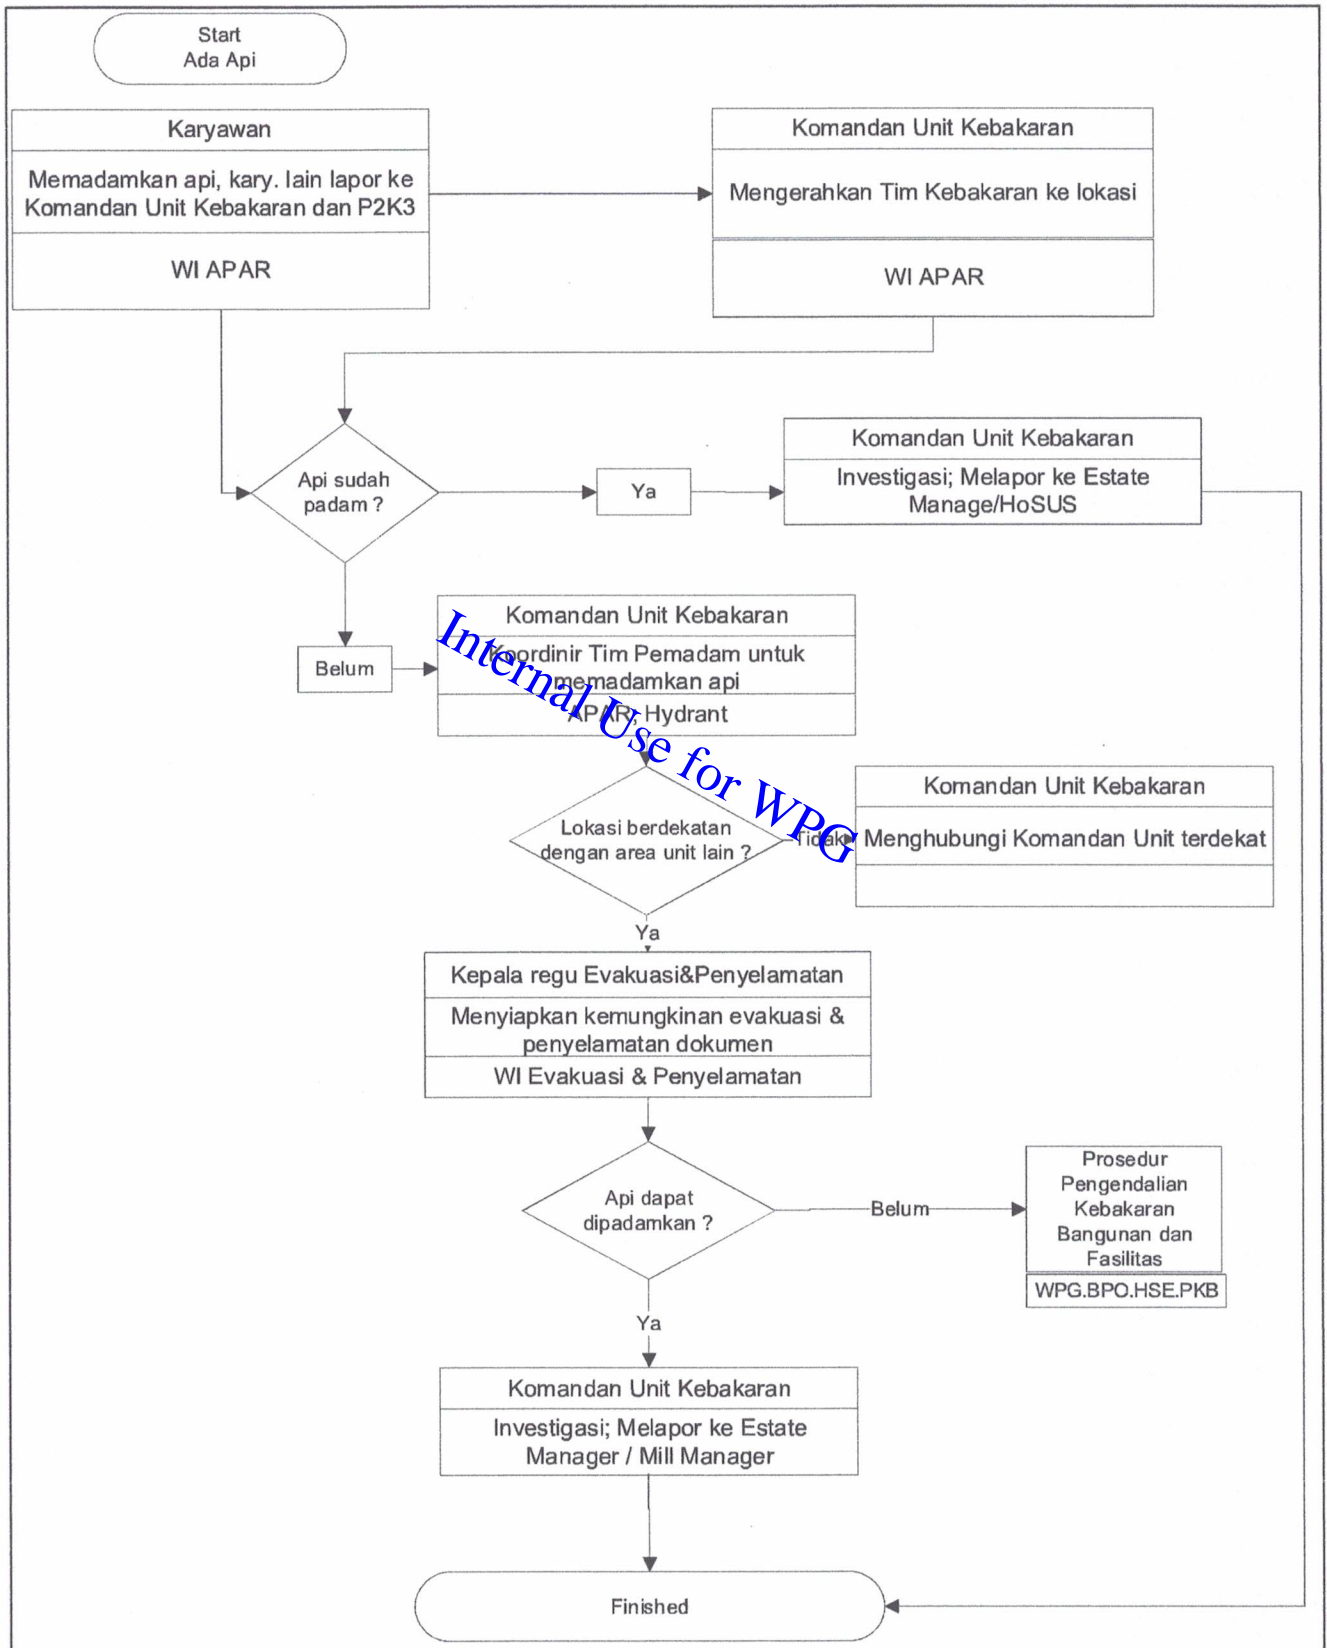 Start
Ada Api
Karyawan
Memadamkan api, kary. lain lapor ke
Komandan Unit Kebakaran dan P2K3
WI APAR
Komandan Unit Kebakaran
Mengerahkan Tim Kebakaran ke lokasi
WI APAR
Api sudah
padam ?
Ya
Komandan Unit Kebakaran
Investigasi; Melapor ke Estate
Manage/HoSUS
Belum
Komandan Unit Kebakaran
Koordinir Tim Pemadam untuk
memadamkan api
APAR; Hydrant
Internal Use for WPG
Lokasi berdekatan
dengan area unit lain ?
Tidak
Komandan Unit Kebakaran
Menghubungi Komandan Unit terdekat
Ya
Kepala regu Evakuasi&Penyelamatan
Menyiapkan kemungkinan evakuasi &
penyelamatan dokumen
WI Evakuasi & Penyelamatan
Api dapat
dipadamkan ?
Belum
Prosedur
Pengendalian
Kebakaran
Bangunan dan
Fasilitas
WPG.BPO.HSE.PKB
Ya
Komandan Unit Kebakaran
Investigasi; Melapor ke Estate
Manager / Mill Manager
Finished